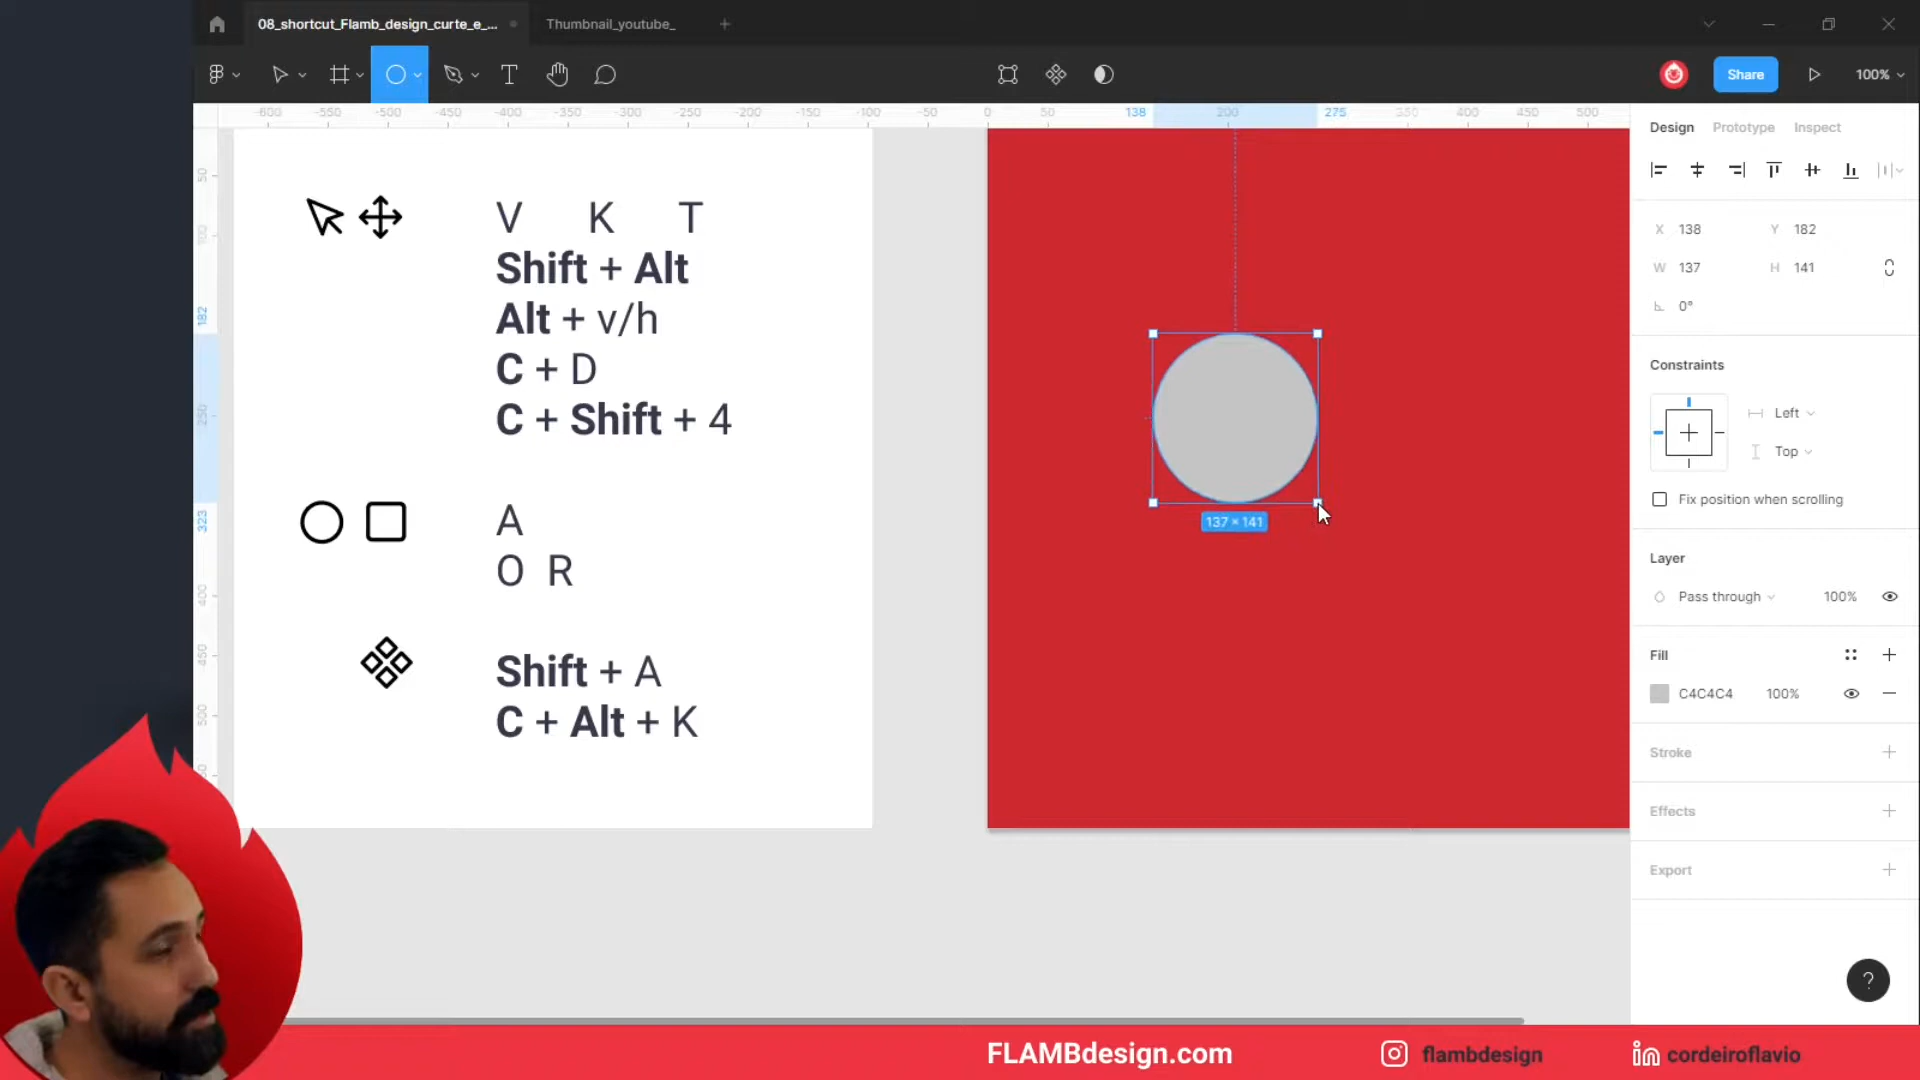 08_shortcut_Flamb_design_curte_e_...
Thumbnail_youtube_
Share
100%
-600 -550 -500 -450 -400 -350 -300 -250 -200 -150 -100 -50 0 50 138 200 275 350 400 450 500
Design Prototype Inspect
X 138 Y 182
W 137 H 141
0°
Constraints
Left
Top
Fix position when scrolling
Layer
Pass through 100%
Fill
C4C4C4 100%
Stroke
Effects
Export
?
50
100
182
250
323
400
450
500
V K T
Shift + Alt
Alt + v/h
C + D
C + Shift + 4
A
O R
Shift + A
C + Alt + K
137 × 141
FLAMBdesign.com
flambdesign
in cordeiroflavio